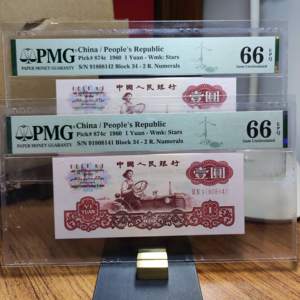 PMG
PAPER MONEY GUARANTY
China / People's Republic
Pick# 874c 1960 1 Yuan - Wmk: Stars
S/N 91808142 Block 34 - 2 R. Numerals
66 EPQ
Gem Uncirculated
中国人民银行
壹圆
PMG
PAPER MONEY GUARANTY
China / People's Republic
Pick# 874c 1960 1 Yuan - Wmk: Stars
S/N 91808141 Block 34 - 2 R. Numerals
66 EPQ
Gem Uncirculated
中国人民银行
壹圆
YI YUAN
1